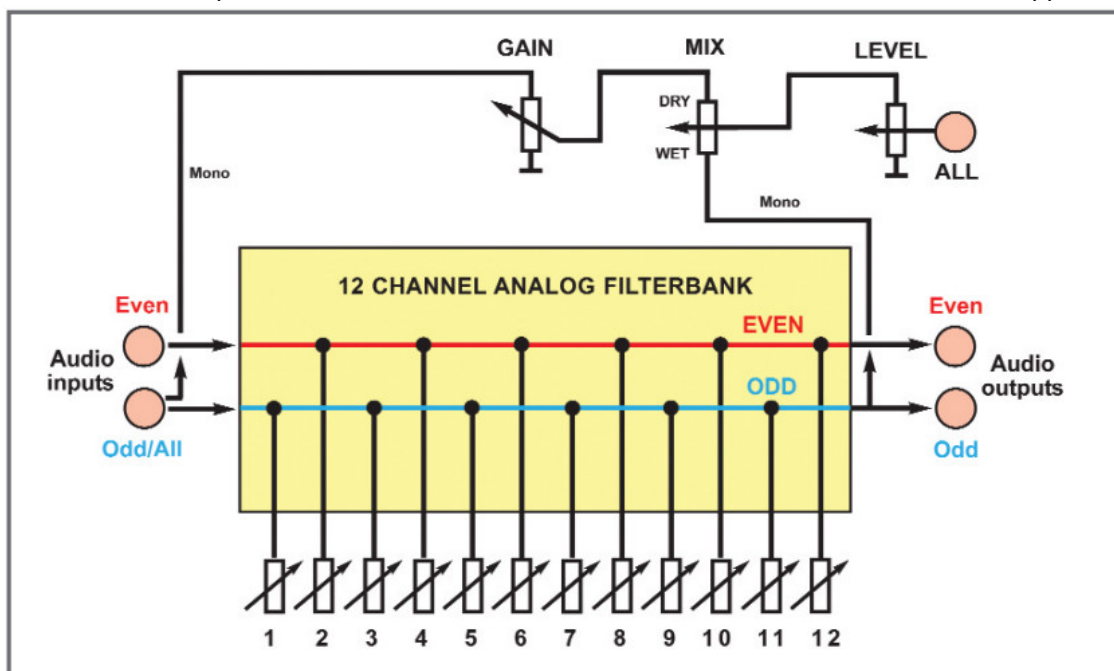 GAIN
MIX
LEVEL
DRY
WET
ALL
Mono
Mono
12 CHANNEL ANALOG FILTERBANK
Even
EVEN
Even
Audio
inputs
Audio
outputs
ODD
Odd/All
Odd
1 2 3 4 5 6 7 8 9 10 11 12